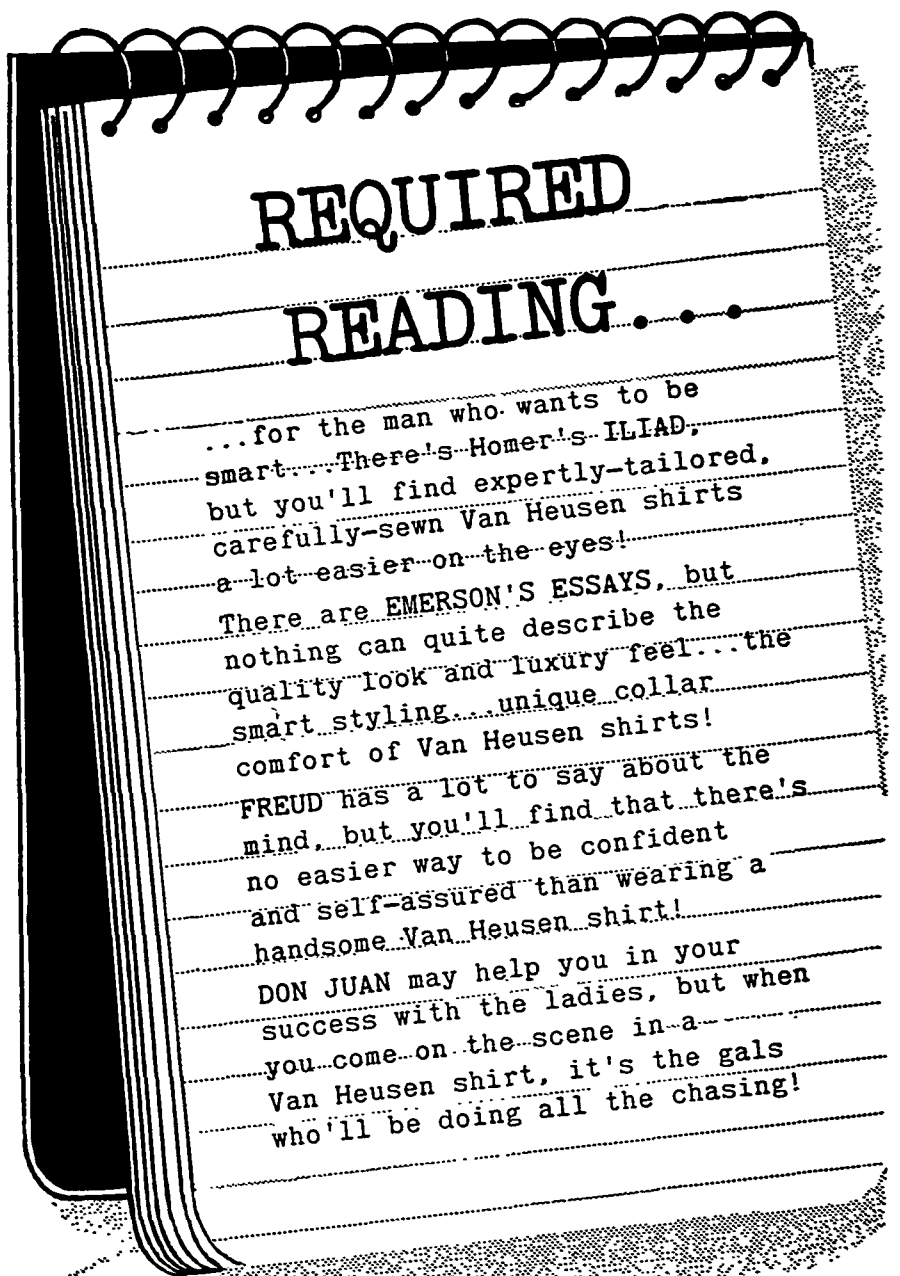 REQUIRED
READING...
...for the man who wants to be
smart...There's Homer's ILIAD,
but you'll find expertly-tailored,
carefully-sewn Van Heusen shirts
a lot easier on the eyes!
There are EMERSON'S ESSAYS, but
nothing can quite describe the
quality look and luxury feel...the
smart styling...unique collar
comfort of Van Heusen shirts!
FREUD has a lot to say about the
mind, but you'll find that there's
no easier way to be confident
and self-assured than wearing a
handsome Van Heusen shirt!
DON JUAN may help you in your
success with the ladies, but when
you come on the scene in a
Van Heusen shirt, it's the gals
who'll be doing all the chasing!